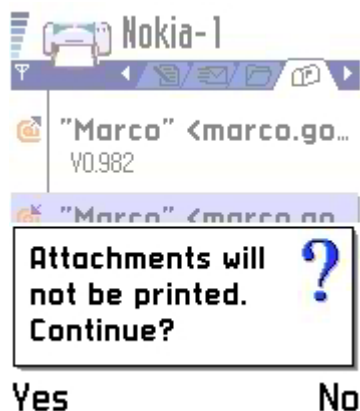 Nokia-1
"Marco" <marco.go…
V0.982
"Marco" <marco.go
Attachments will
not be printed.
Continue?
Yes No